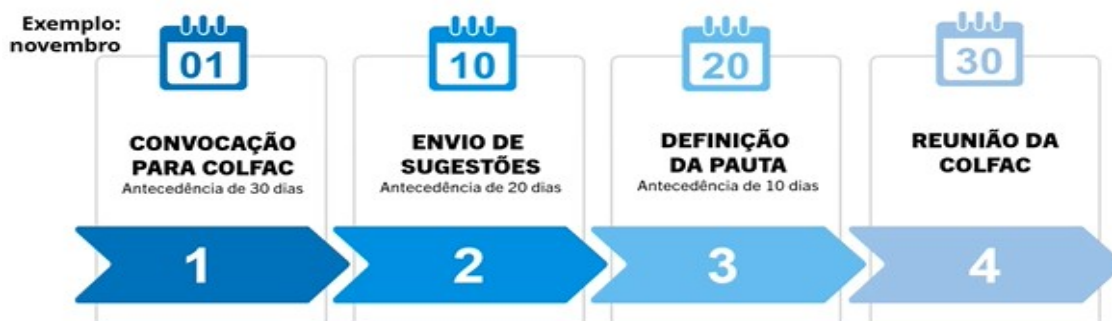 Exemplo:
novembro
01
CONVOCAÇÃO
PARA COLFAC
Antecedência de 30 dias
1
10
ENVIO DE
SUGESTÕES
Antecedência de 20 dias
2
20
DEFINIÇÃO
DA PAUTA
Antecedência de 10 dias
3
30
REUNIÃO DA
COLFAC
4